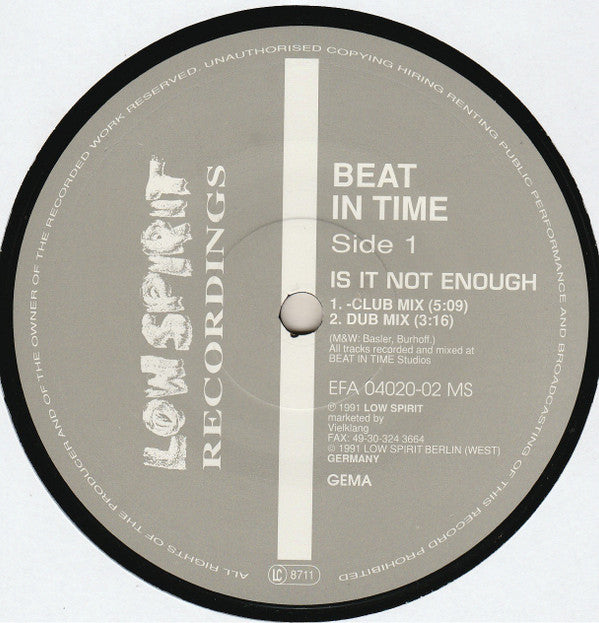 ALL RIGHTS OF THE PRODUCER AND OF THE OWNER OF THE RECORDED WORK RESERVED. UNAUTHORISED COPYING HIRING RENTING PUBLIC PERFORMANCE AND BROADCASTING OF THIS RECORD PROHIBITED
LOW SPIRIT
RECORDINGS
BEAT
IN TIME
Side 1
IS IT NOT ENOUGH
1. -CLUB MIX (5:09)
2. DUB MIX (3:16)
(M&W: Basler, Burhoff.)
All tracks recorded and mixed at
BEAT IN TIME Studios
EFA 04020-02 MS
℗ 1991 LOW SPIRIT
marketed by
Vielklang
FAX: 49-30-324 3664
© 1991 LOW SPIRIT BERLIN (WEST)
GERMANY
GEMA
LC 8711